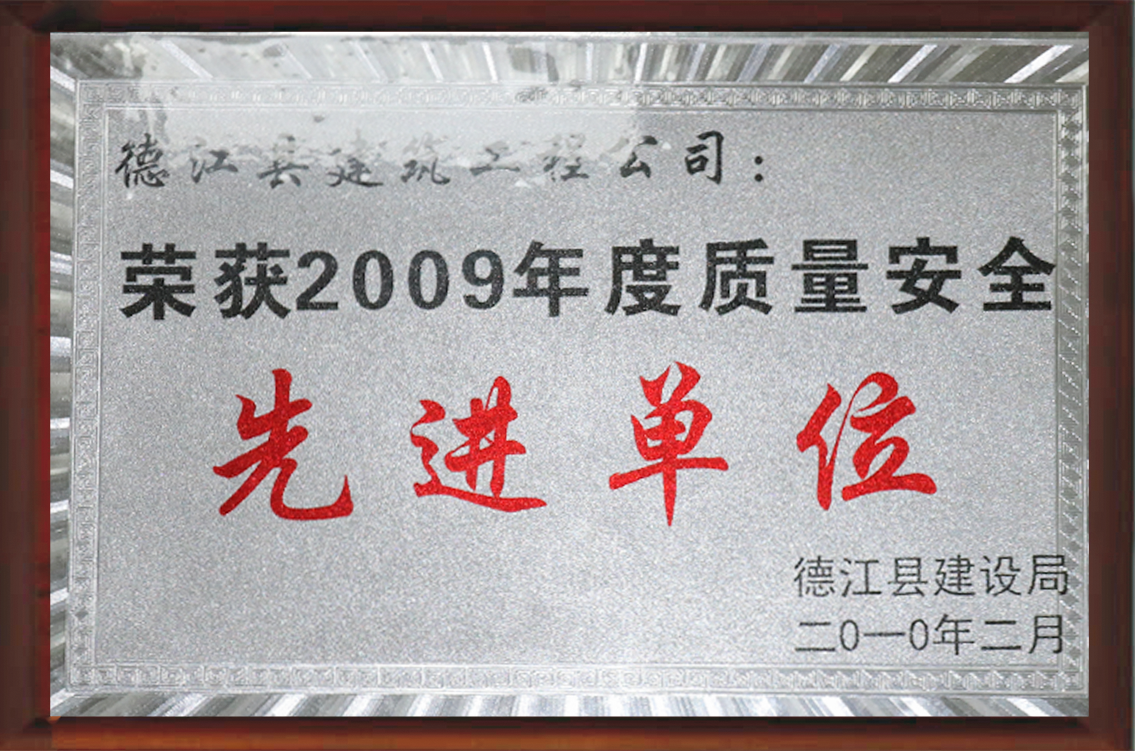 德江县建筑工程公司：
荣获2009年度质量安全
先进单位
德江县建设局
二0一0年二月